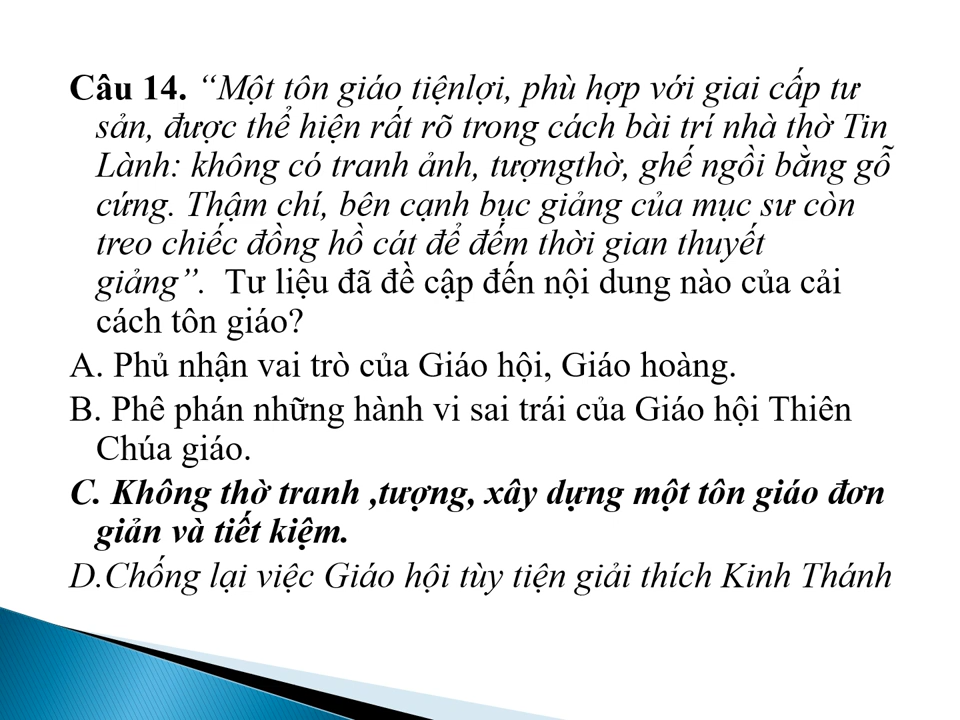 Câu 14. “Một tôn giáo tiệnlợi, phù hợp với giai cấp tư
sản, được thể hiện rất rõ trong cách bài trí nhà thờ Tin
Lành: không có tranh ảnh, tượngthờ, ghế ngồi bằng gỗ
cứng. Thậm chí, bên cạnh bục giảng của mục sư còn
treo chiếc đồng hồ cát để đếm thời gian thuyết
giảng”. Tư liệu đã đề cập đến nội dung nào của cải
cách tôn giáo?
A. Phủ nhận vai trò của Giáo hội, Giáo hoàng.
B. Phê phán những hành vi sai trái của Giáo hội Thiên
Chúa giáo.
C. Không thờ tranh ,tượng, xây dựng một tôn giáo đơn
giản và tiết kiệm.
D.Chống lại việc Giáo hội tùy tiện giải thích Kinh Thánh